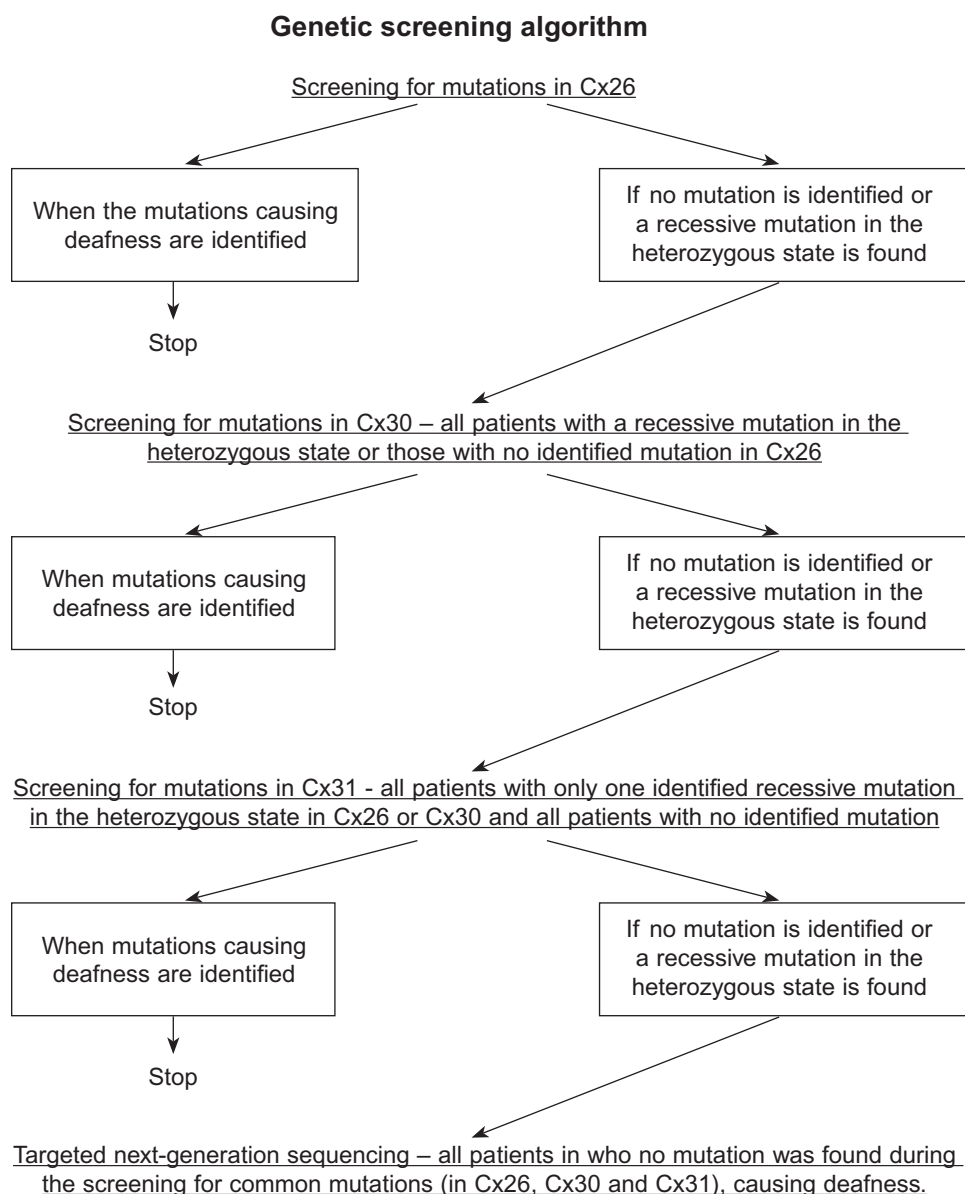 Genetic screening algorithm
Screening for mutations in Cx26
When the mutations causing
deafness are identified
If no mutation is identified or
a recessive mutation in the
heterozygous state is found
Stop
Screening for mutations in Cx30 – all patients with a recessive mutation in the
heterozygous state or those with no identified mutation in Cx26
When mutations causing
deafness are identified
If no mutation is identified or
a recessive mutation in the
heterozygous state is found
Stop
Screening for mutations in Cx31 - all patients with only one identified recessive mutation
in the heterozygous state in Cx26 or Cx30 and all patients with no identified mutation
When mutations causing
deafness are identified
If no mutation is identified or
a recessive mutation in the
heterozygous state is found
Stop
Targeted next-generation sequencing – all patients in who no mutation was found during
the screening for common mutations (in Cx26, Cx30 and Cx31), causing deafness.